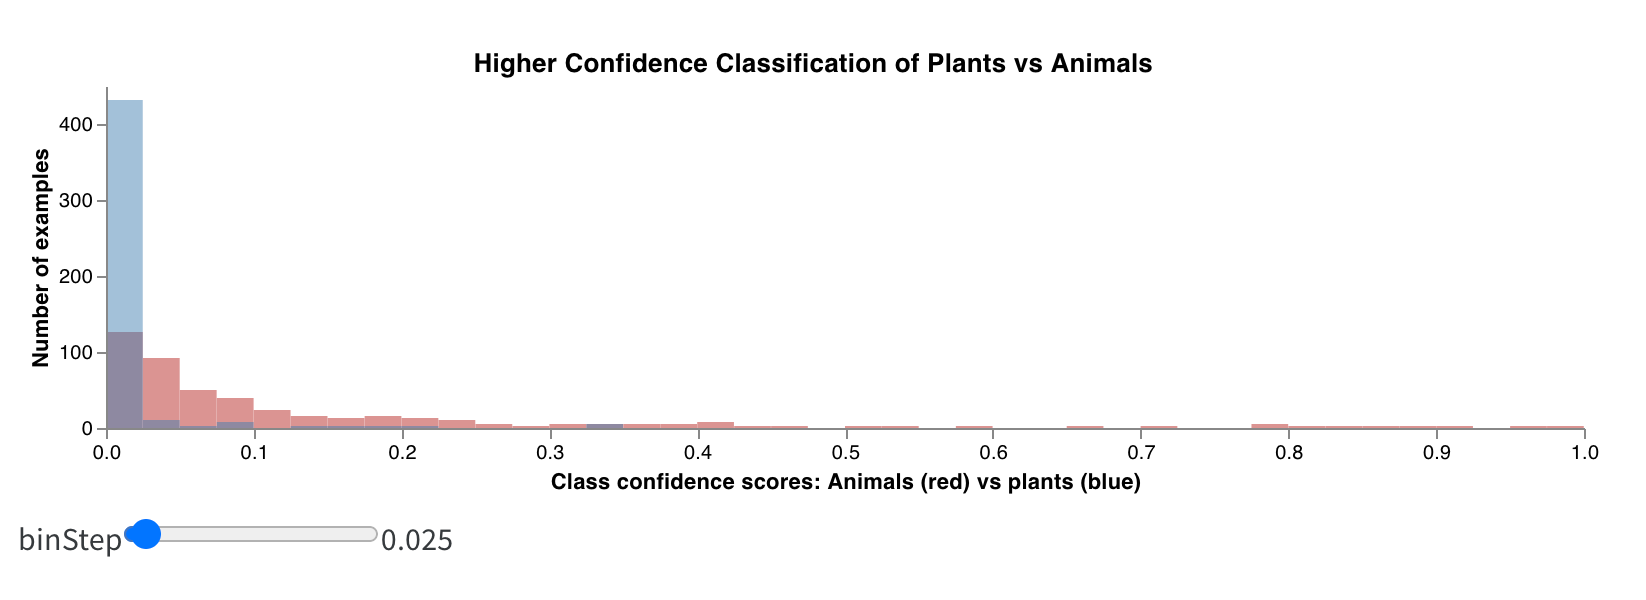 Higher Confidence Classification of Plants vs Animals
Number of examples
400
300
200
100
0
0.0 0.1 0.2 0.3 0.4 0.5 0.6 0.7 0.8 0.9 1.0
Class confidence scores: Animals (red) vs plants (blue)
binStep 0.025